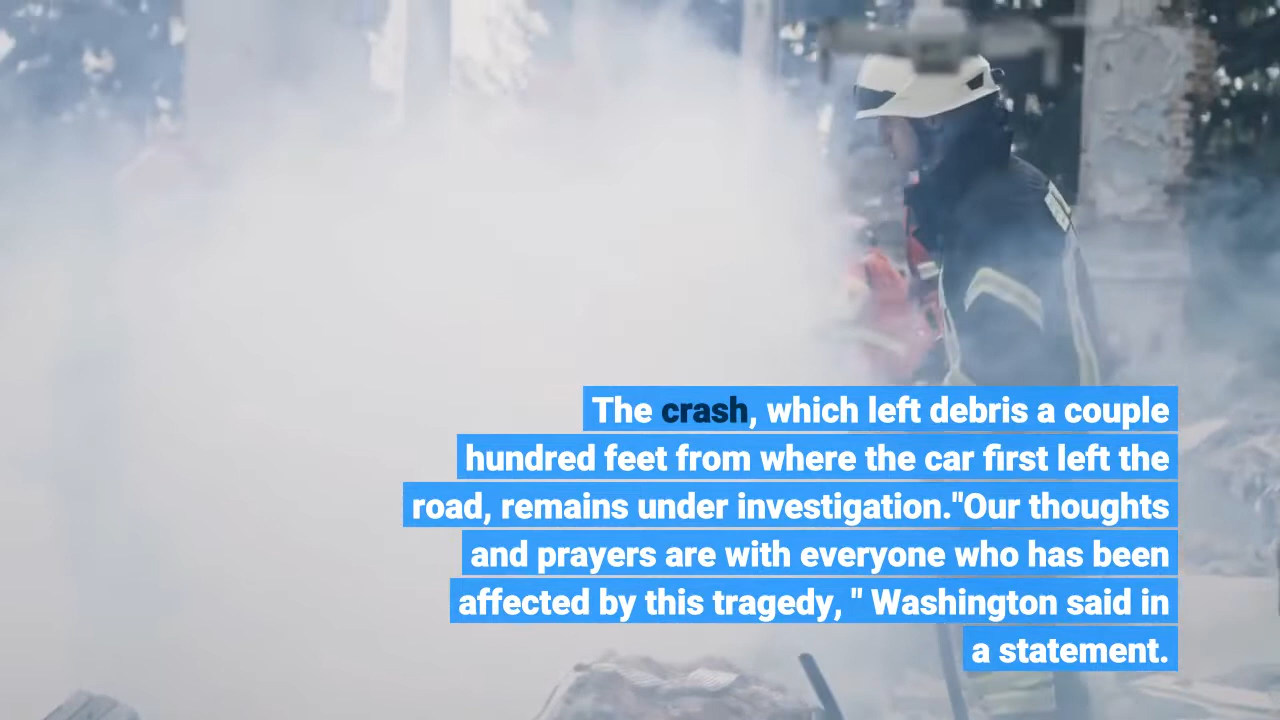 The crash, which left debris a couple
hundred feet from where the car first left the
road, remains under investigation."Our thoughts
and prayers are with everyone who has been
affected by this tragedy, " Washington said in
a statement.